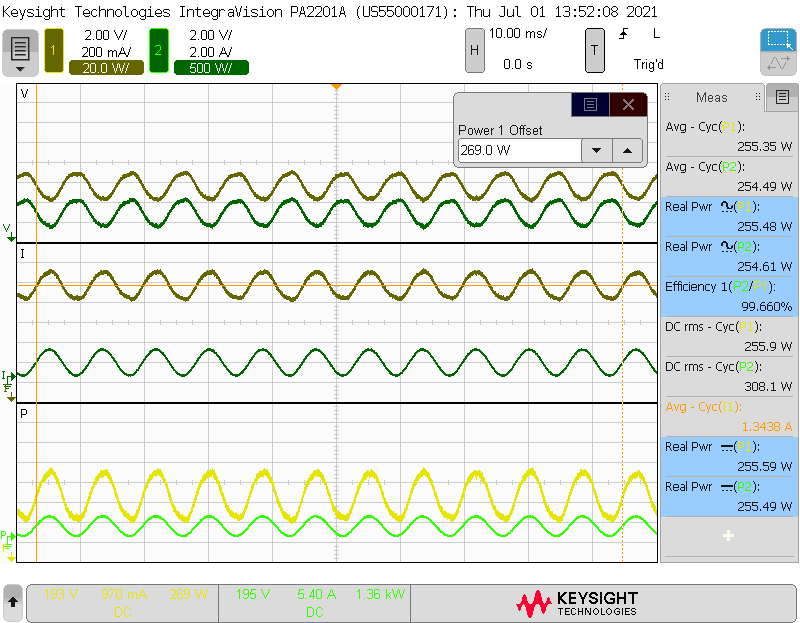 Keysight Technologies IntegraVision PA2201A (US55000171): Thu Jul 01 13:52:08 2021
1
2.00 V/
200 mA/
20.0 W/
2
2.00 V/
2.00 A/
500 W/
H
10.00 ms/
0.0 s
T
L
Trig'd
V
Power 1 Offset
269.0 W
V
I
I
P
P
Meas
Avg - Cyc(P1):
255.35 W
Avg - Cyc(P2):
254.49 W
Real Pwr (P1):
255.48 W
Real Pwr (P2):
254.61 W
Efficiency 1(P2/P1):
99.660%
DC rms - Cyc(P1):
255.9 W
DC rms - Cyc(P2):
308.1 W
Avg - Cyc(I1):
1.3438 A
Real Pwr (P1):
255.59 W
Real Pwr (P2):
255.49 W
193 V 970 mA 269 W
DC
196 V 5.40 A 1.36 kW
DC
KEYSIGHT
TECHNOLOGIES